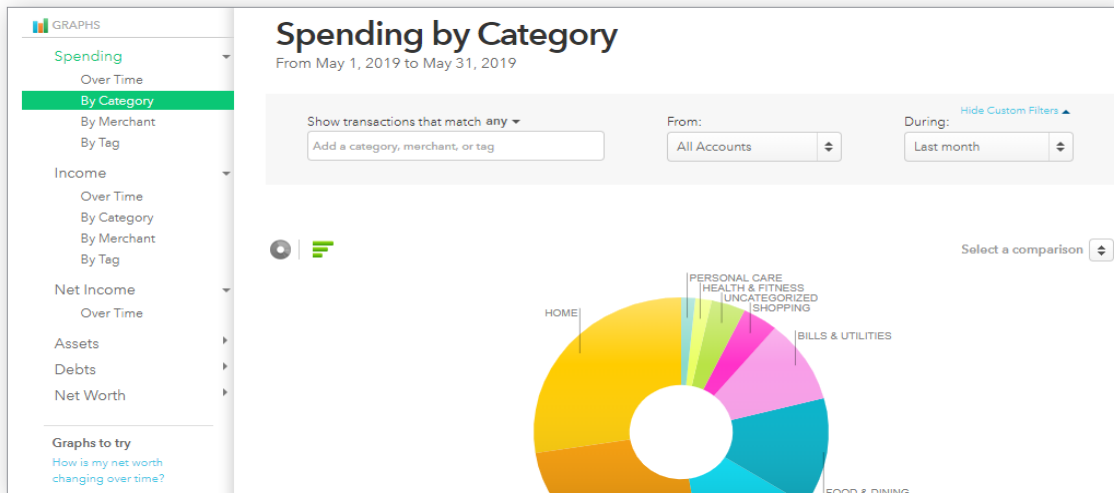 GRAPHS
Spending
Over Time
By Category
By Merchant
By Tag
Income
Over Time
By Category
By Merchant
By Tag
Net Income
Over Time
Assets
Debts
Net Worth
Graphs to try
How is my net worth
changing over time?
Spending by Category
From May 1, 2019 to May 31, 2019
Hide Custom Filters
Show transactions that match any
Add a category, merchant, or tag
From:
All Accounts
During:
Last month
Select a comparison
PERSONAL CARE
HEALTH & FITNESS
UNCATEGORIZED
SHOPPING
HOME
BILLS & UTILITIES
FOOD & DINING